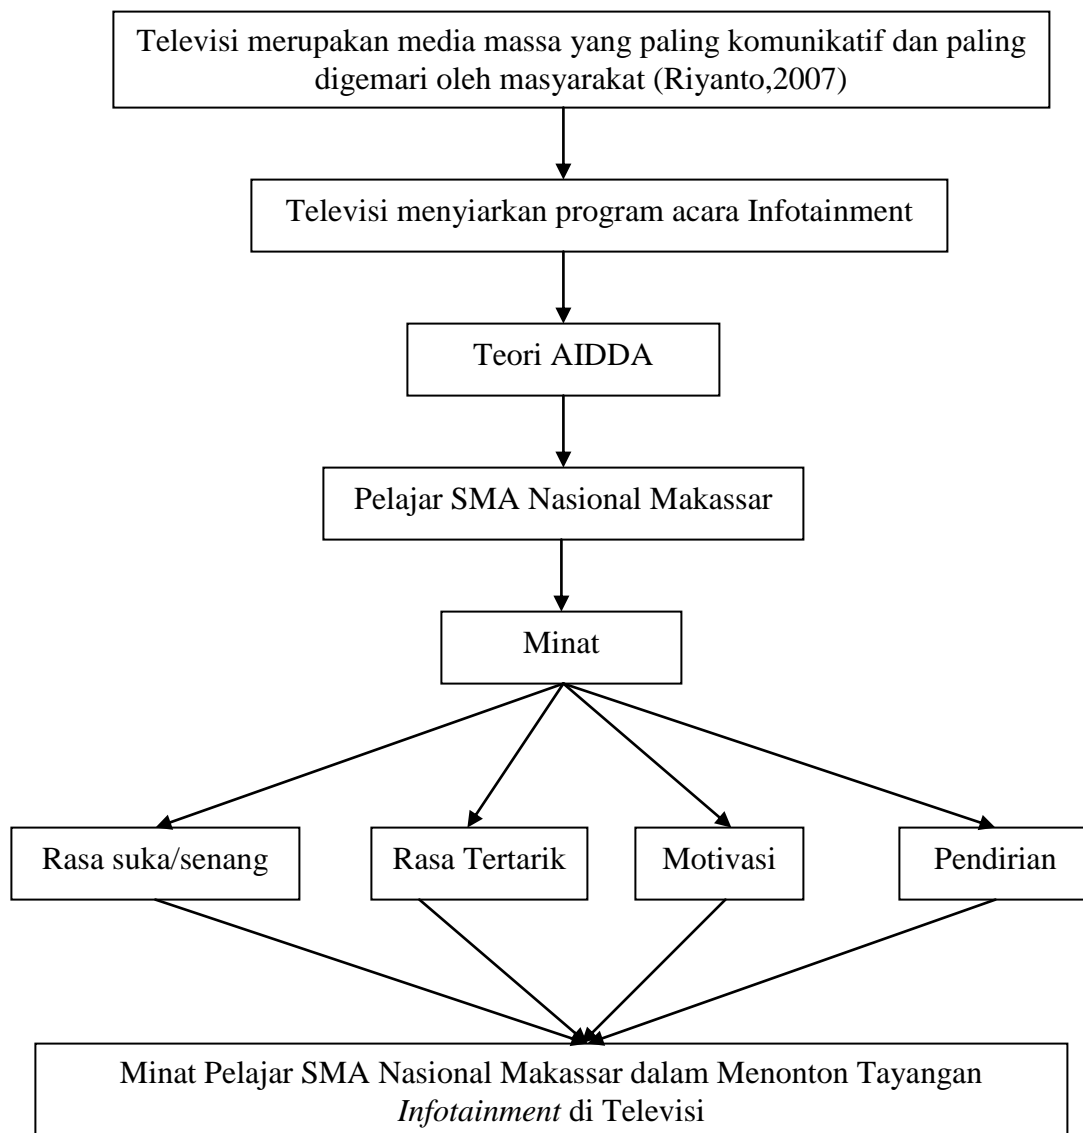 Televisi merupakan media massa yang paling komunikatif dan paling
digemari oleh masyarakat (Riyanto,2007)
Televisi menyiarkan program acara Infotainment
Teori AIDDA
Pelajar SMA Nasional Makassar
Minat
Rasa suka/senang
Rasa Tertarik
Motivasi
Pendirian
Minat Pelajar SMA Nasional Makassar dalam Menonton Tayangan
Infotainment di Televisi